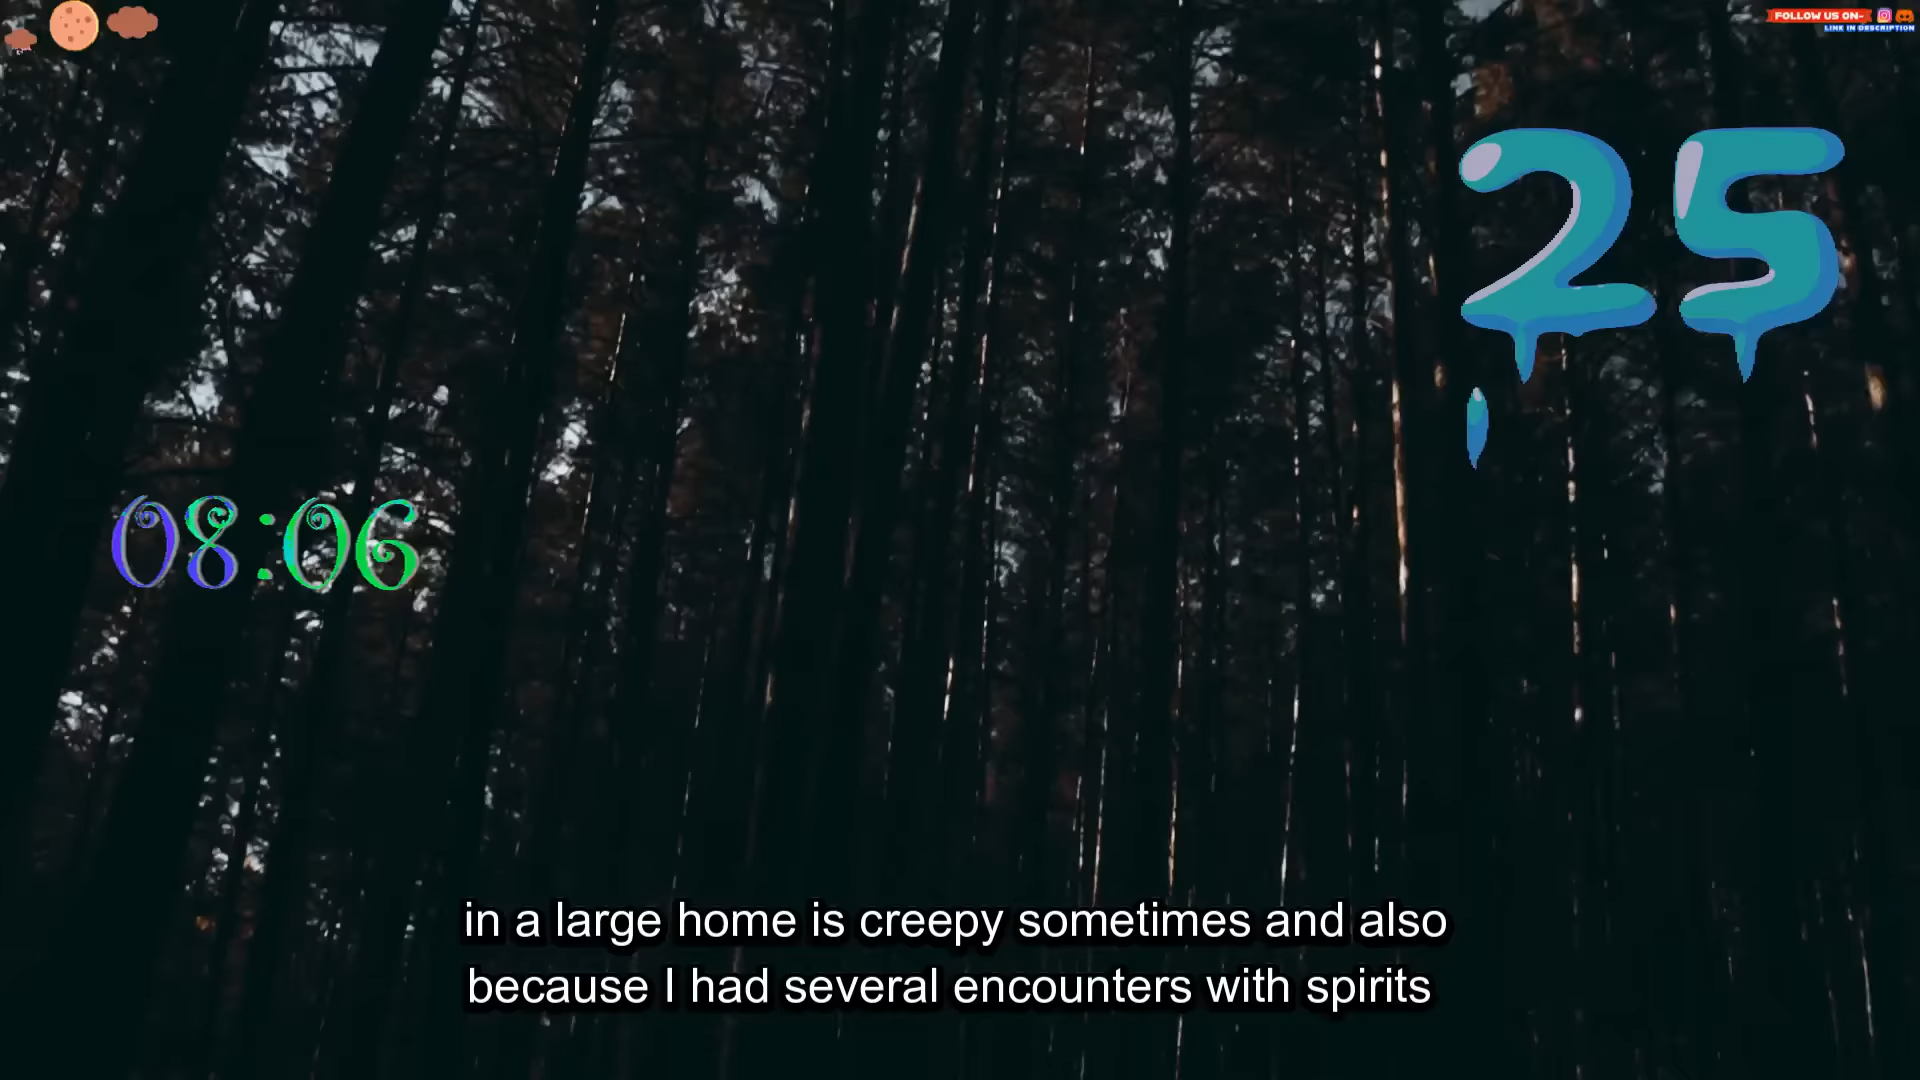 FOLLOW US ON-
LINK IN DESCRIPTION
25
08:06
in a large home is creepy sometimes and also
because I had several encounters with spirits